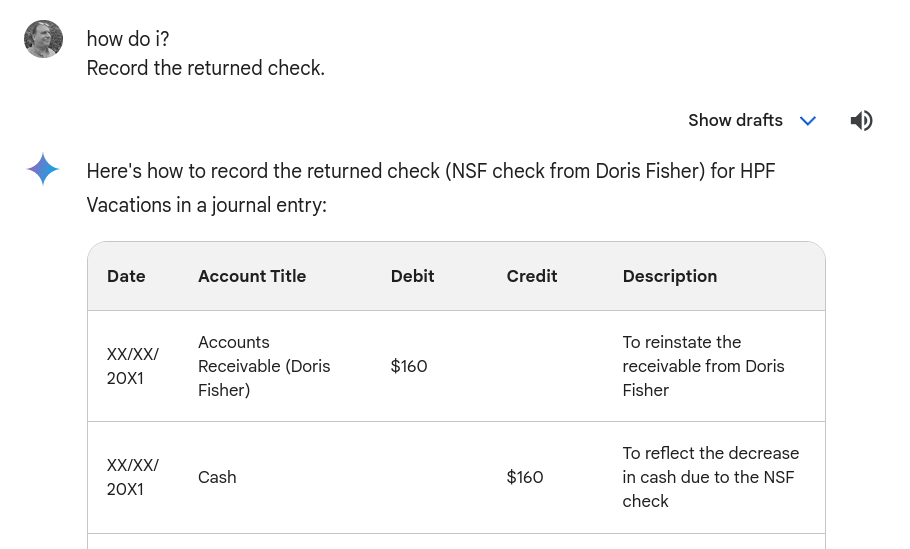 how do i?
Record the returned check.
Show drafts
Here's how to record the returned check (NSF check from Doris Fisher) for HPF
Vacations in a journal entry:
Date Account Title Debit Credit Description
XX/XX/
20X1
Accounts
Receivable (Doris
Fisher)
$160
To reinstate the
receivable from Doris
Fisher
XX/XX/
20X1
Cash
$160
To reflect the decrease
in cash due to the NSF
check